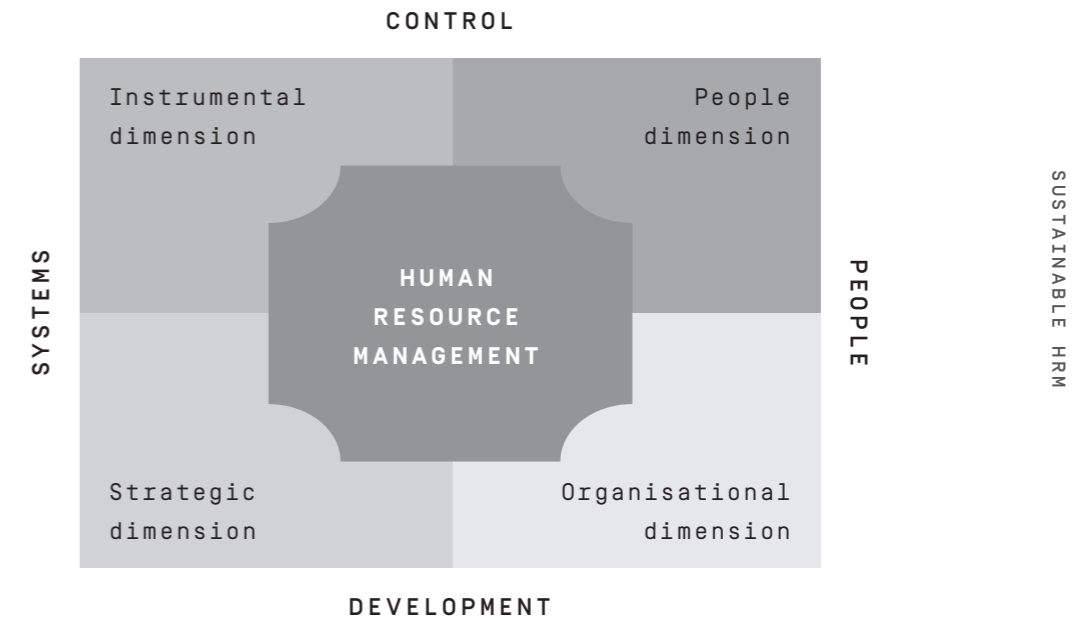 CONTROL
Instrumental
dimension
People
dimension
SYSTEMS
HUMAN
RESOURCE
MANAGEMENT
PEOPLE
SUSTAINABLE HRM
Strategic
dimension
Organisational
dimension
DEVELOPMENT